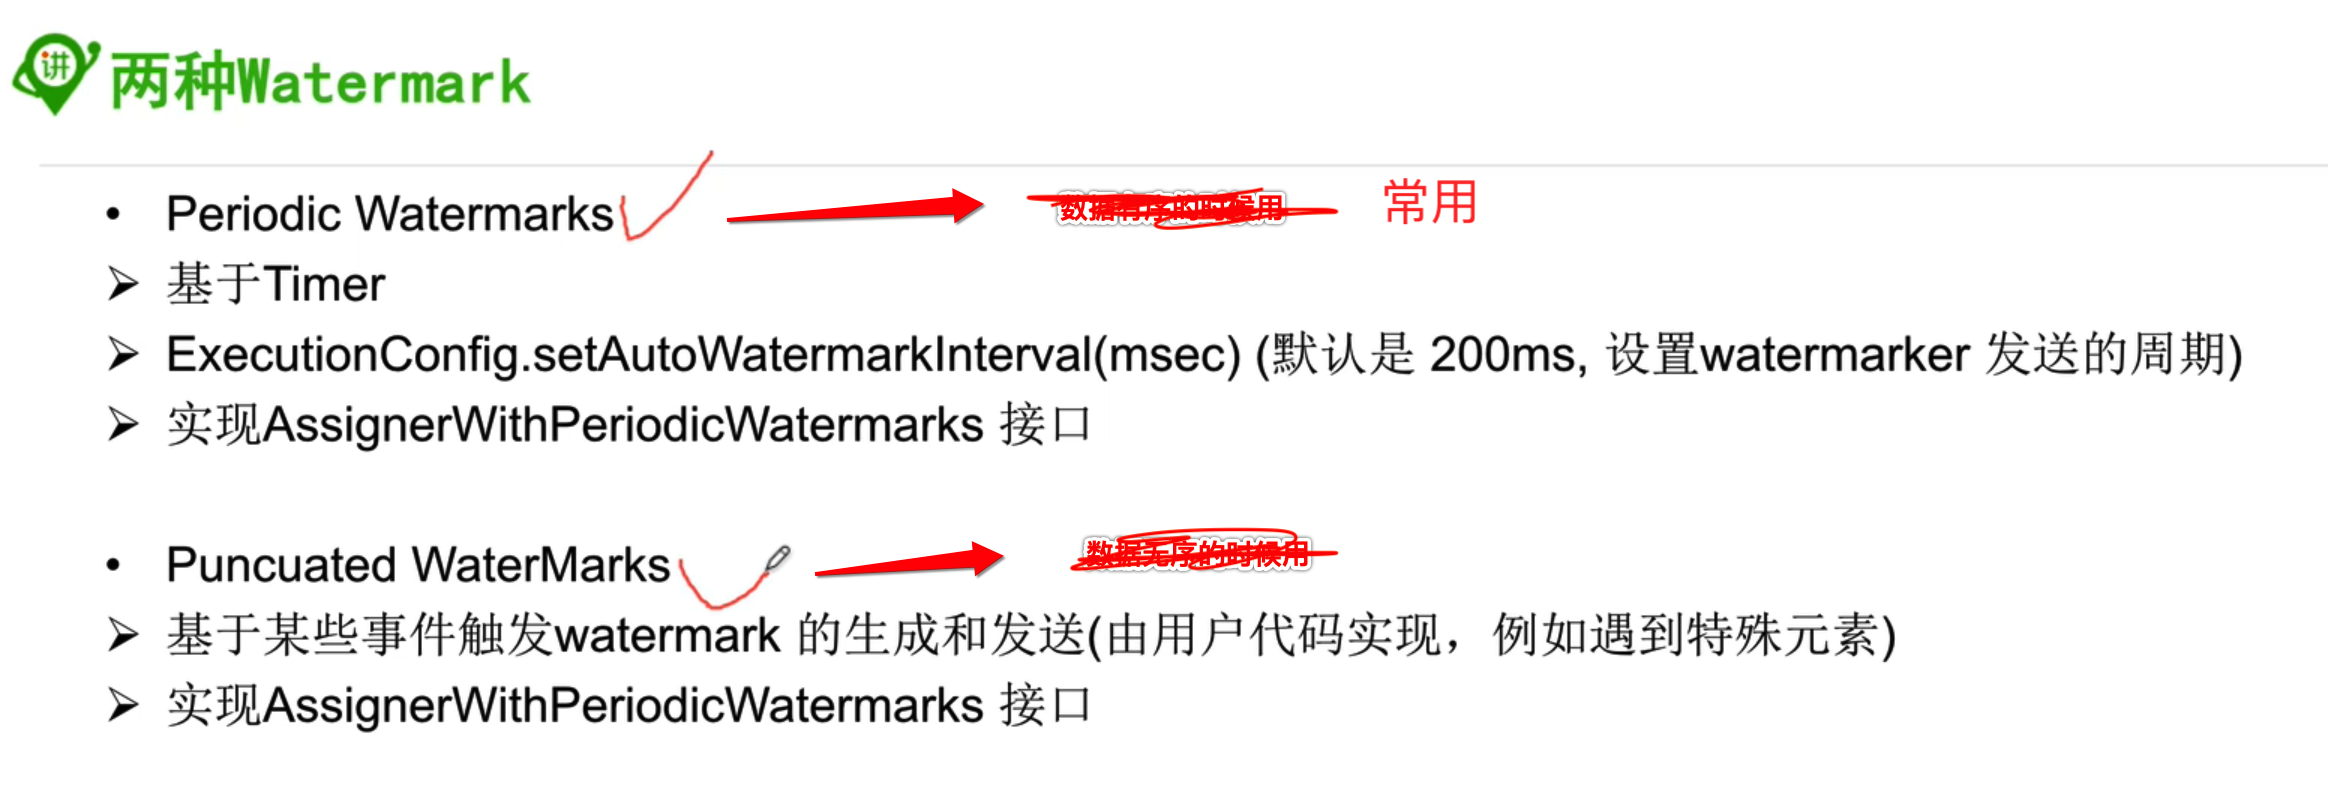 讲
两种Watermark
• Periodic Watermarks 数据有序的时候用 常用
➢ 基于Timer
➢ ExecutionConfig.setAutoWatermarkInterval(msec) (默认是 200ms, 设置watermarker 发送的周期)
➢ 实现AssignerWithPeriodicWatermarks 接口
• Puncuated WaterMarks 数据无序的时候用
➢ 基于某些事件触发watermark 的生成和发送(由用户代码实现，例如遇到特殊元素)
➢ 实现AssignerWithPeriodicWatermarks 接口